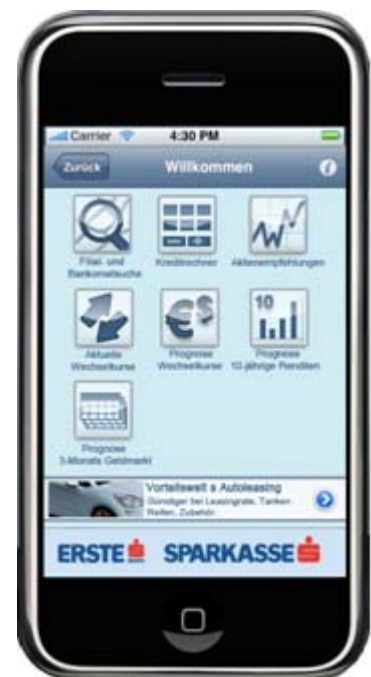 Carrier 4:30 PM
Zurück Willkommen
Filial- und
Bankomatsuche
Kreditrechner
Aktienempfehlungen
Aktuelle
Wechselkurse
Prognose
Wechselkurse
10
Prognose
10-jährige Renditen
Prognose
3-Monats Geldmarkt
Vorteilswelt s Autoleasing
Günstiger bei Leasingrate, Tanken
Reifen, Zubehör
ERSTE SPARKASSE